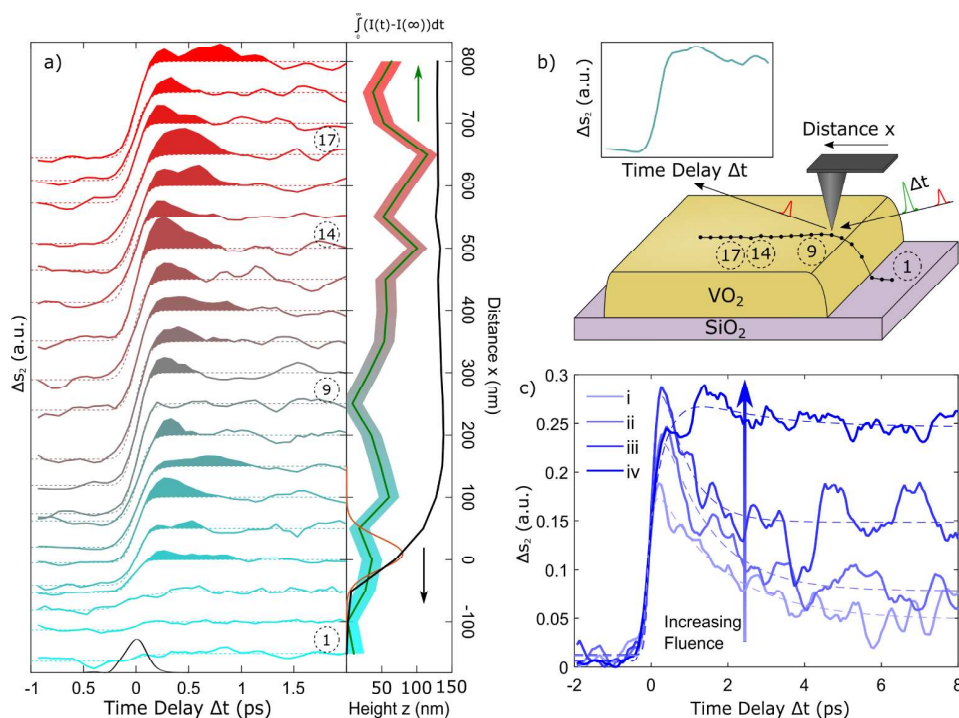 ∫₀^∞(I(t)-I(∞))dt
a)
17
14
9
1
Δs₂ (a.u.)
-1 -0.5 0 0.5 1 1.5
Time Delay Δt (ps)
800
700
600
500
400
300
200
100
0
-100
Distance x (nm)
50 100 150
Height z (nm)
b)
Δs₂ (a.u.)
Time Delay Δt
Distance x
Δt
17 14 9 1
VO₂
SiO₂
c)
0.3
0.25
0.2
0.15
0.1
0.05
0
Δs₂ (a.u.)
i
ii
iii
iv
Increasing
Fluence
-2 0 2 4 6 8
Time Delay Δt (ps)